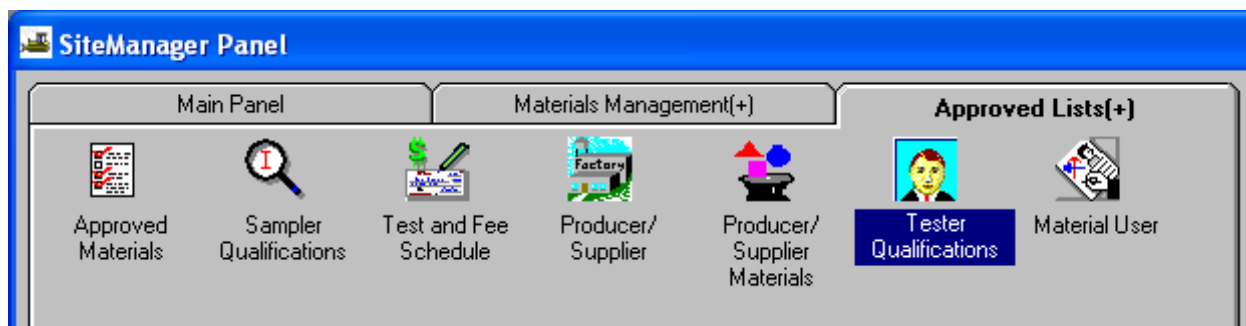 SiteManager Panel
Main Panel
Materials Management(+)
Approved Lists(+)
Factory
Approved
Materials
Sampler
Qualifications
Test and Fee
Schedule
Producer/
Supplier
Producer/
Supplier
Materials
Tester
Qualifications
Material User